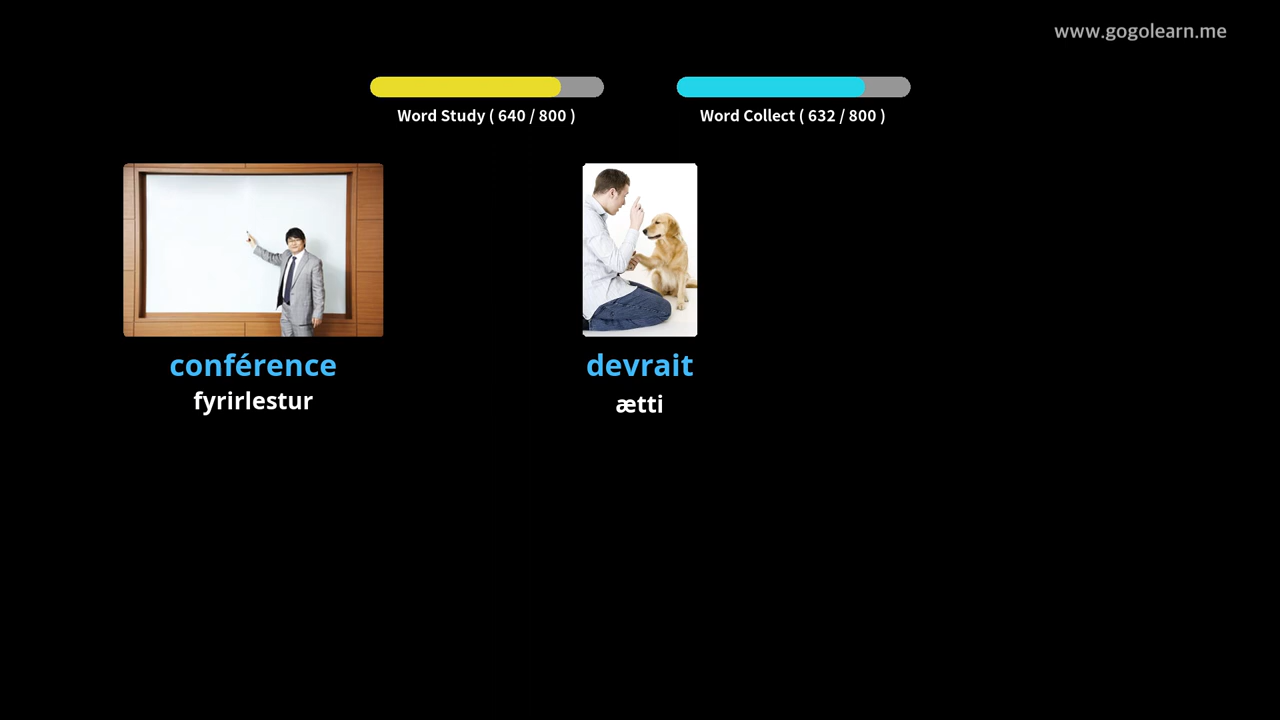 www.gogolearn.me
Word Study ( 640 / 800 )
Word Collect ( 632 / 800 )
conférence
fyrirlestur
devrait
ætti